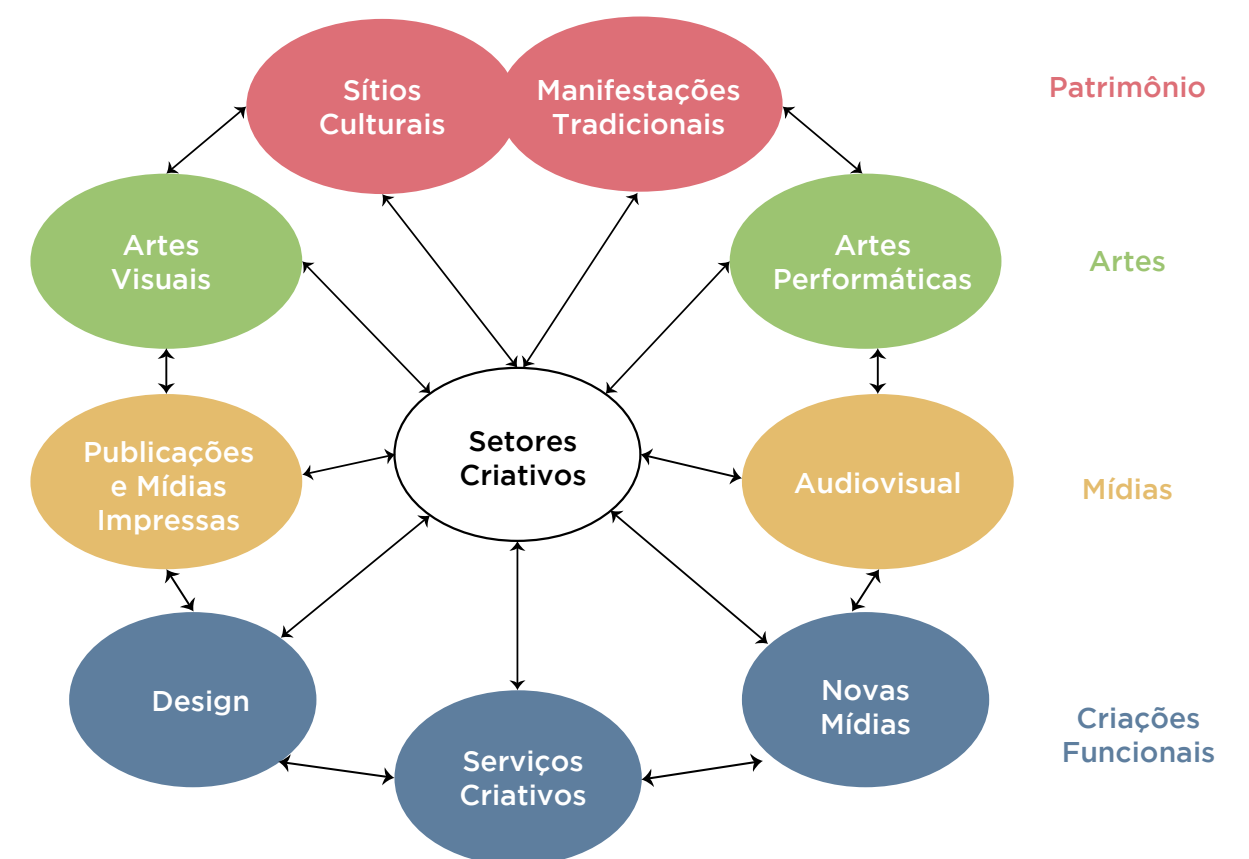 Sítios
Culturais
Manifestações
Tradicionais
Patrimônio
Artes
Visuais
Artes
Performáticas
Artes
Setores
Criativos
Publicações
e Mídias
Impressas
Audiovisual
Mídias
Design
Serviços
Criativos
Novas
Mídias
Criações
Funcionais